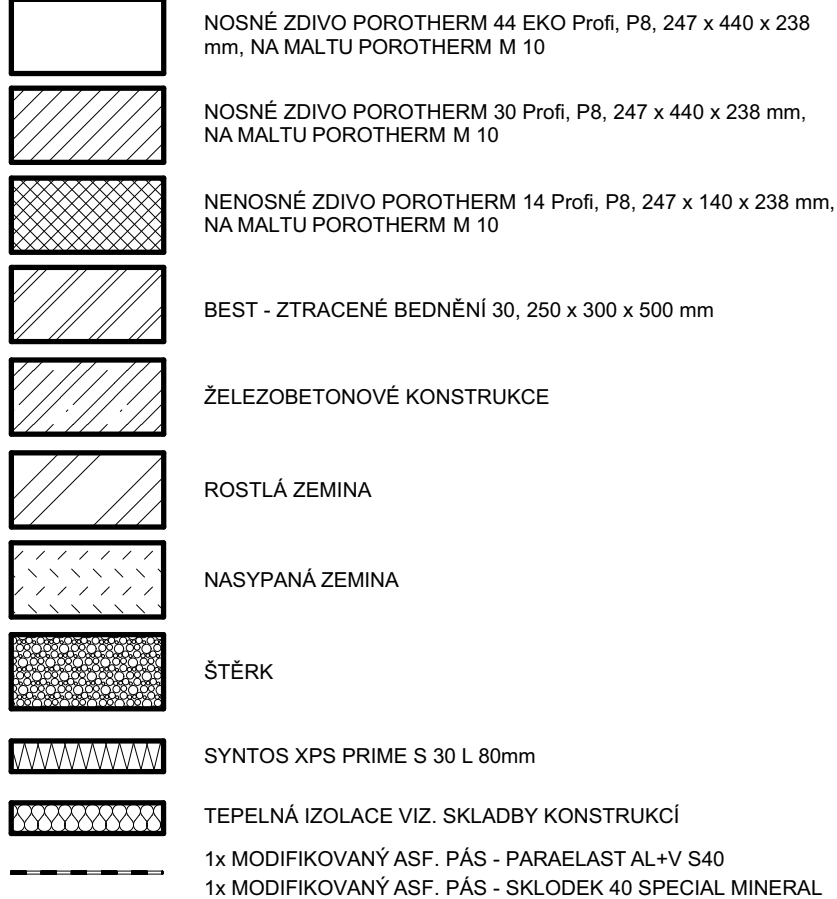 NOSNÉ ZDIVO POROTHERM 44 EKO Profi, P8, 247 x 440 x 238
mm, NA MALTU POROTHERM M 10
NOSNÉ ZDIVO POROTHERM 30 Profi, P8, 247 x 440 x 238 mm,
NA MALTU POROTHERM M 10
NENOSNÉ ZDIVO POROTHERM 14 Profi, P8, 247 x 140 x 238 mm,
NA MALTU POROTHERM M 10
BEST - ZTRACENÉ BEDNĚNÍ 30, 250 x 300 x 500 mm
ŽELEZOBETONOVÉ KONSTRUKCE
ROSTLÁ ZEMINA
NASYPANÁ ZEMINA
ŠTĚRK
SYNTOS XPS PRIME S 30 L 80mm
TEPELNÁ IZOLACE VIZ. SKLADBY KONSTRUKCÍ
1x MODIFIKOVANÝ ASF. PÁS - PARAELAST AL+V S40
1x MODIFIKOVANÝ ASF. PÁS - SKLODEK 40 SPECIAL MINERAL